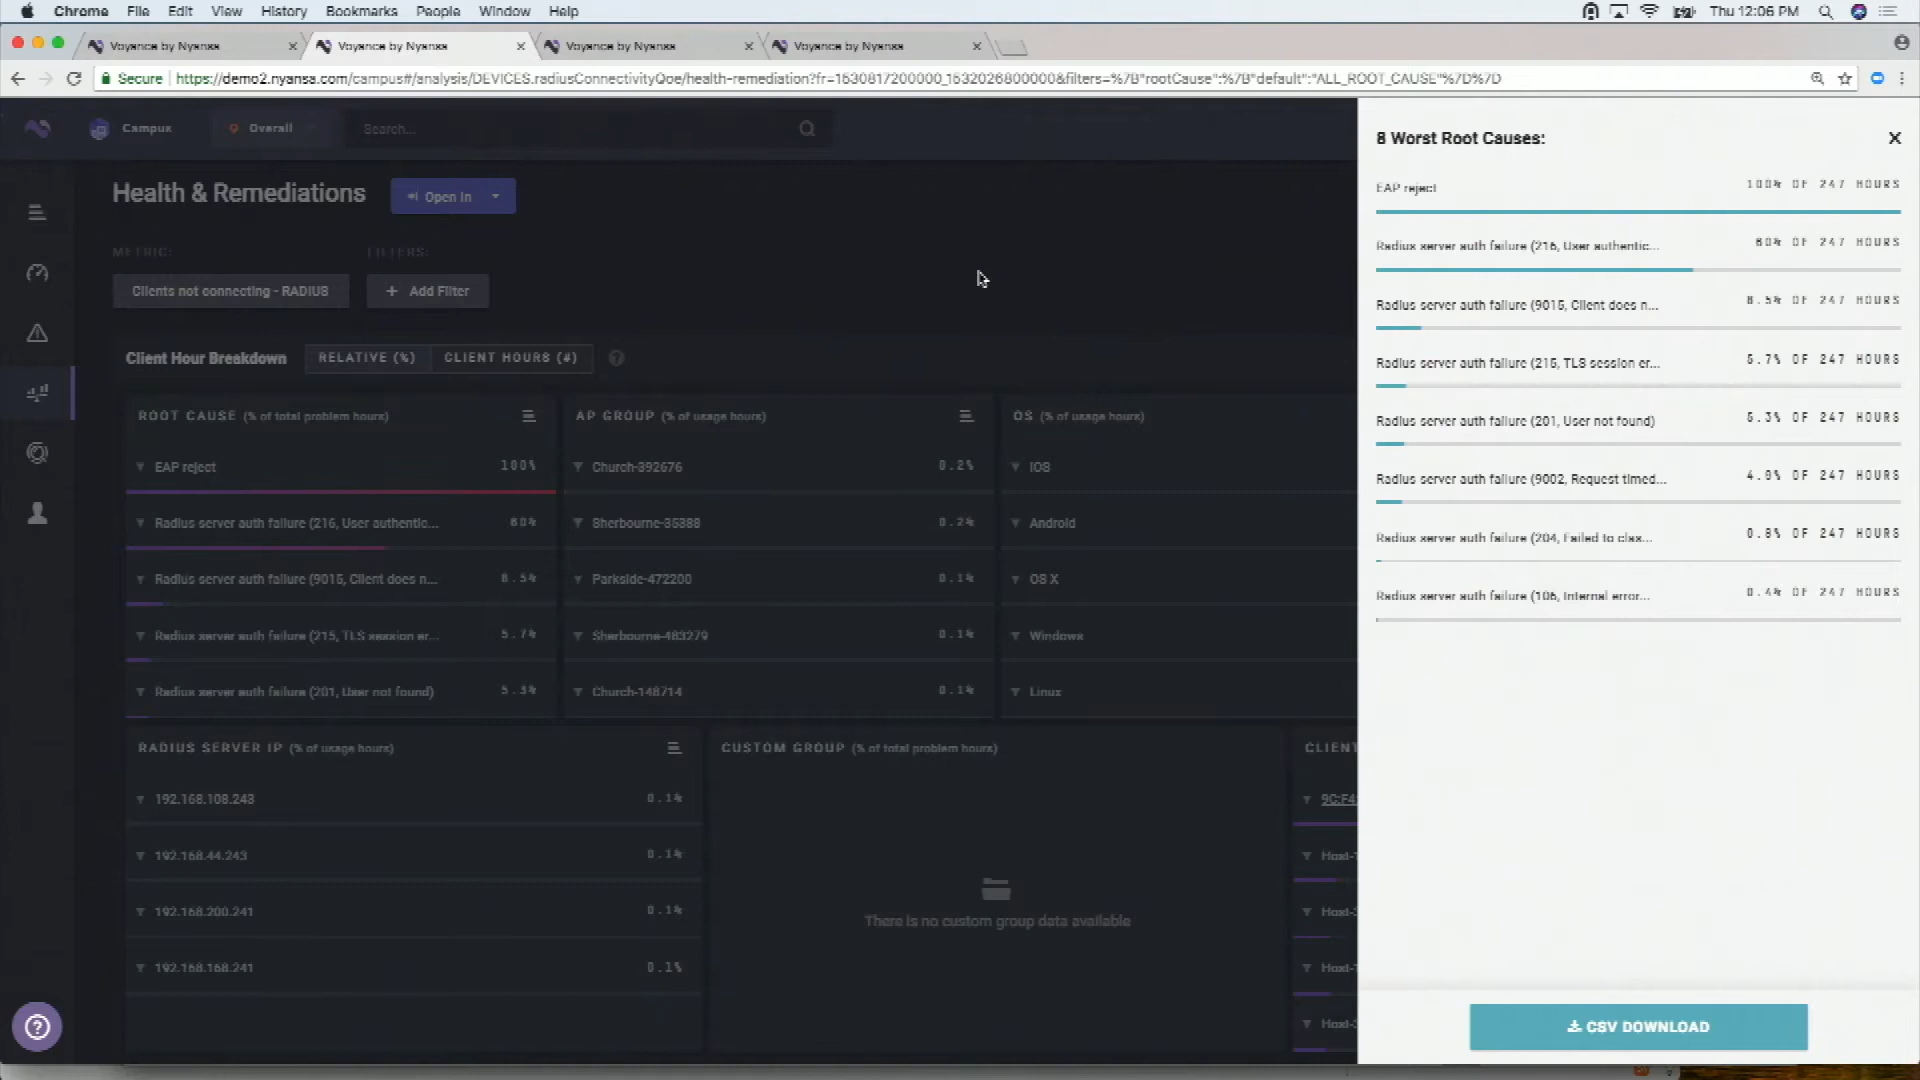 Chrome File Edit View History Bookmarks People Window Help Thu 12:06 PM
Voyance by Nyansa Voyance by Nyansa Voyance by Nyansa Voyance by Nyansa
Secure https://demo2.nyansa.com/campus#/analysis/DEVICES.radiusConnectivityQoe/health-remediation?fr=1530817200000_1532026800000&filters=%7B"rootCause":%7B"default":"ALL_ROOT_CAUSE"%7D%7D
Campus Overall Search...
Health & Remediations Open In
METRIC: FILTERS:
Clients not connecting - RADIUS + Add Filter
Client Hour Breakdown RELATIVE (%) CLIENT HOURS (#) ?
ROOT CAUSE (% of total problem hours)
EAP reject 100%
Radius server auth failure (216, User authentic... 60%
Radius server auth failure (9015, Client does n... 8.5%
Radius server auth failure (215, TLS session er... 5.7%
Radius server auth failure (201, User not found) 5.3%
AP GROUP (% of usage hours)
Church-392676 0.2%
Sherbourne-35388 0.2%
Parkside-472200 0.1%
Sherbourne-483279 0.1%
Church-148714 0.1%
OS (% of usage hours)
IOS
Android
OS X
Windows
Linux
RADIUS SERVER IP (% of usage hours)
192.168.108.243 0.1%
192.168.44.243 0.1%
192.168.200.241 0.1%
192.168.168.241 0.1%
CUSTOM GROUP (% of total problem hours)
There is no custom group data available
CLIENT
9C:F4:
Host-1
Host-3
Host-1
Host-3
8 Worst Root Causes:
EAP reject 100% OF 247 HOURS
Radius server auth failure (216, User authentic... 60% OF 247 HOURS
Radius server auth failure (9015, Client does n... 8.5% OF 247 HOURS
Radius server auth failure (215, TLS session er... 5.7% OF 247 HOURS
Radius server auth failure (201, User not found) 5.3% OF 247 HOURS
Radius server auth failure (9002, Request timed... OF 247 HOURS
Radius server auth failure (204, Failed to clas... 0.8% OF 247 HOURS
Radius server auth failure (106, Internal error... 0.4% OF 247 HOURS
CSV DOWNLOAD